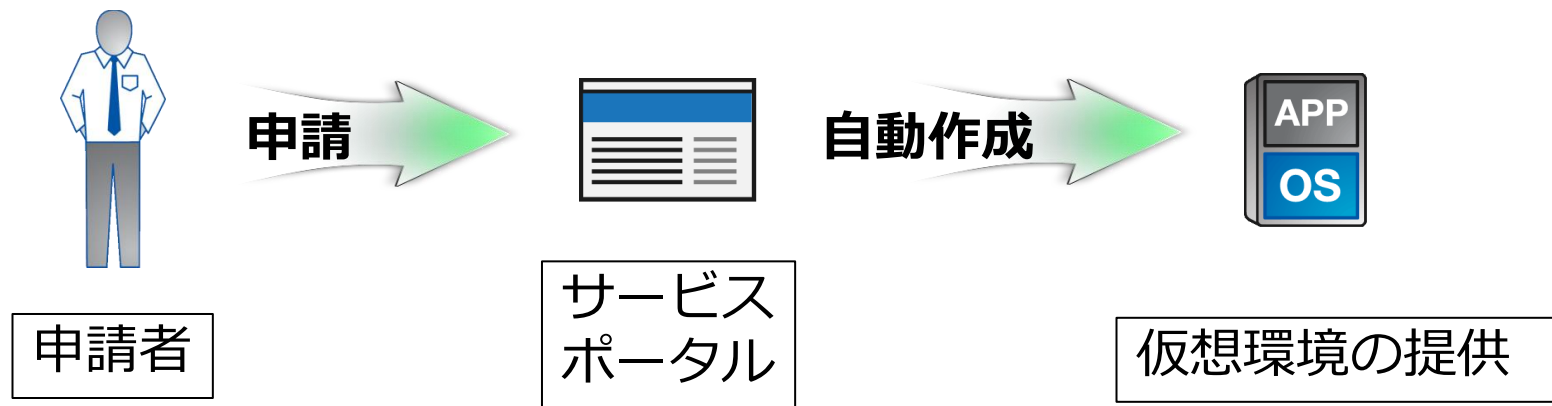 申請
自動作成
APP
OS
申請者
サービス
ポータル
仮想環境の提供